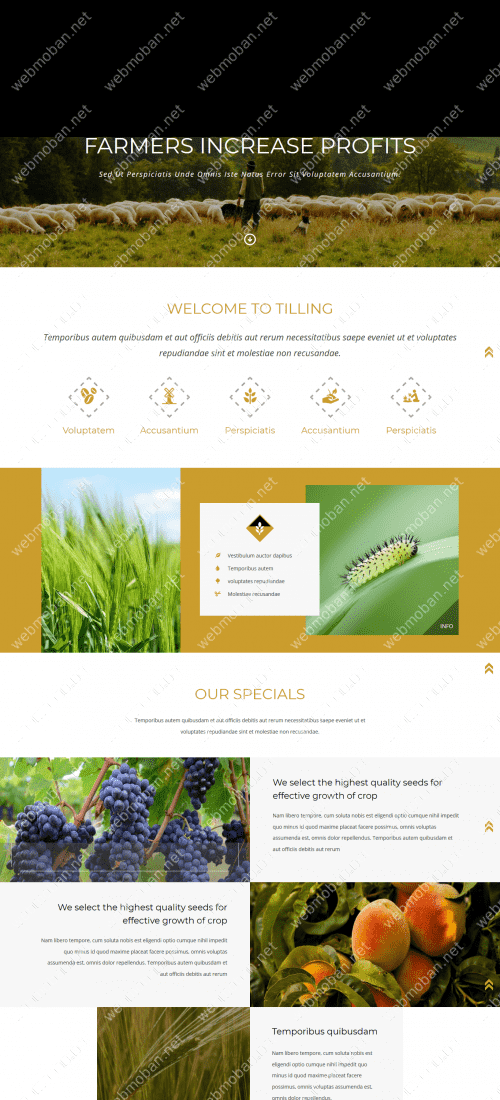 FARMERS INCREASE PROFITS
Sed Ut Perspiciatis Unde Omnis Iste Natus Error Sit Voluptatem Accusantium.
WELCOME TO TILLING
Temporibus autem quibusdam et aut officiis debitis aut rerum necessitatibus saepe eveniet ut et voluptates
repudiandae sint et molestiae non recusandae.
Voluptatem Accusantium Perspiciatis Accusantium Perspiciatis
Vestibulum auctor dapibus
Temporibus autem
voluptates repudiandae
Molestiae recusandae
INFO
OUR SPECIALS
Temporibus autem quibusdam et aut officiis debitis aut rerum necessitatibus saepe eveniet ut et
voluptates repudiandae sint et molestiae non recusandae.
We select the highest quality seeds for
effective growth of crop
Nam libero tempore, cum soluta nobis est eligendi optio cumque nihil impedit
quo minus id quod maxime placeat facere possimus, omnis voluptas
assumenda est, omnis dolor repellendus. Temporibus autem quibusdam et
aut officiis debitis aut rerum
We select the highest quality seeds for
effective growth of crop
Nam libero tempore, cum soluta nobis est eligendi optio cumque nihil impedit
quo minus id quod maxime placeat facere possimus, omnis voluptas
assumenda est, omnis dolor repellendus. Temporibus autem quibusdam et
aut officiis debitis aut rerum
Temporibus quibusdam
Nam libero tempore, cum soluta nobis est
eligendi optio cumque nihil impedit quo
minus id quod maxime placeat facere
possimus, omnis voluptas assumenda est,
omnis dolor repellendus.
webmoban.net